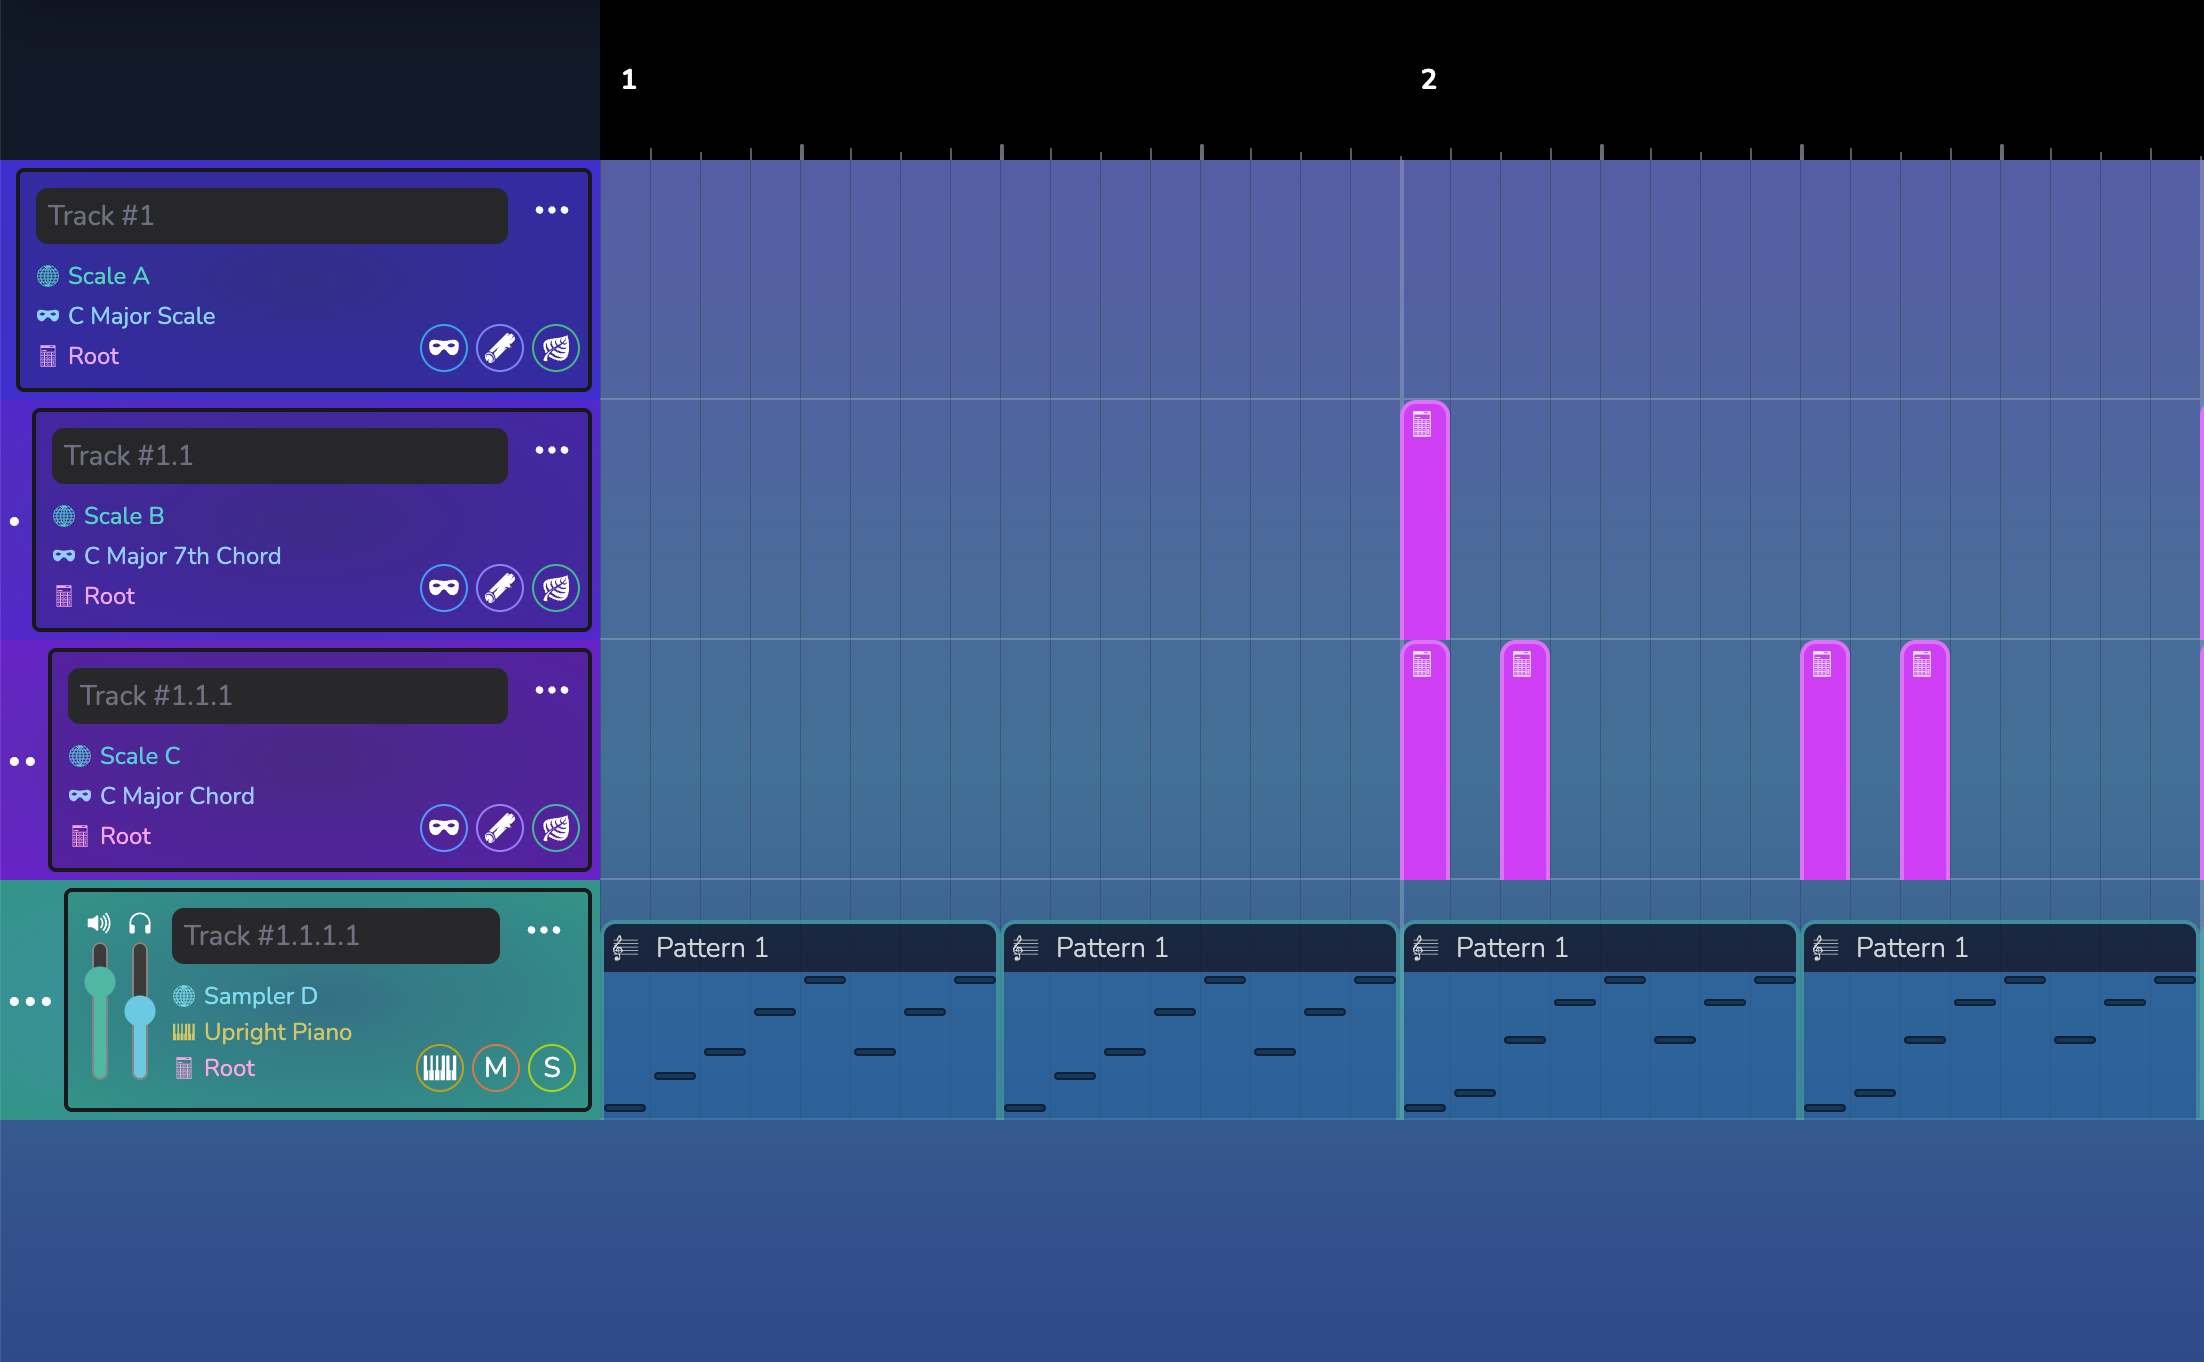 1 2
Track #1
Scale A
C Major Scale
Root
Track #1.1
Scale B
C Major 7th Chord
Root
Track #1.1.1
Scale C
C Major Chord
Root
Track #1.1.1.1
Sampler D
Upright Piano
Root
M S
Pattern 1 Pattern 1 Pattern 1 Pattern 1